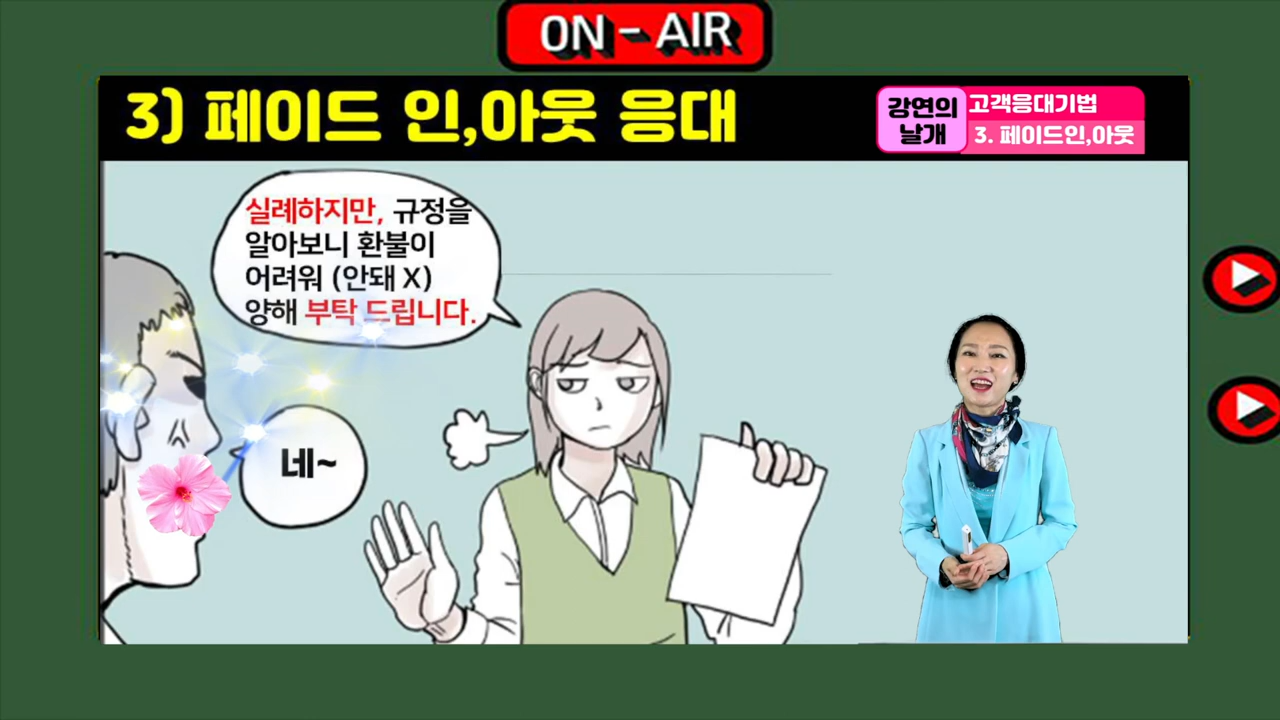 ON - AIR
3) 페이드 인,아웃 응대
강연의
날개
고객응대기법
3. 페이드인,아웃
실례하지만, 규정을
알아보니 환불이
어려워 (안돼 X)
양해 부탁 드립니다.
네~